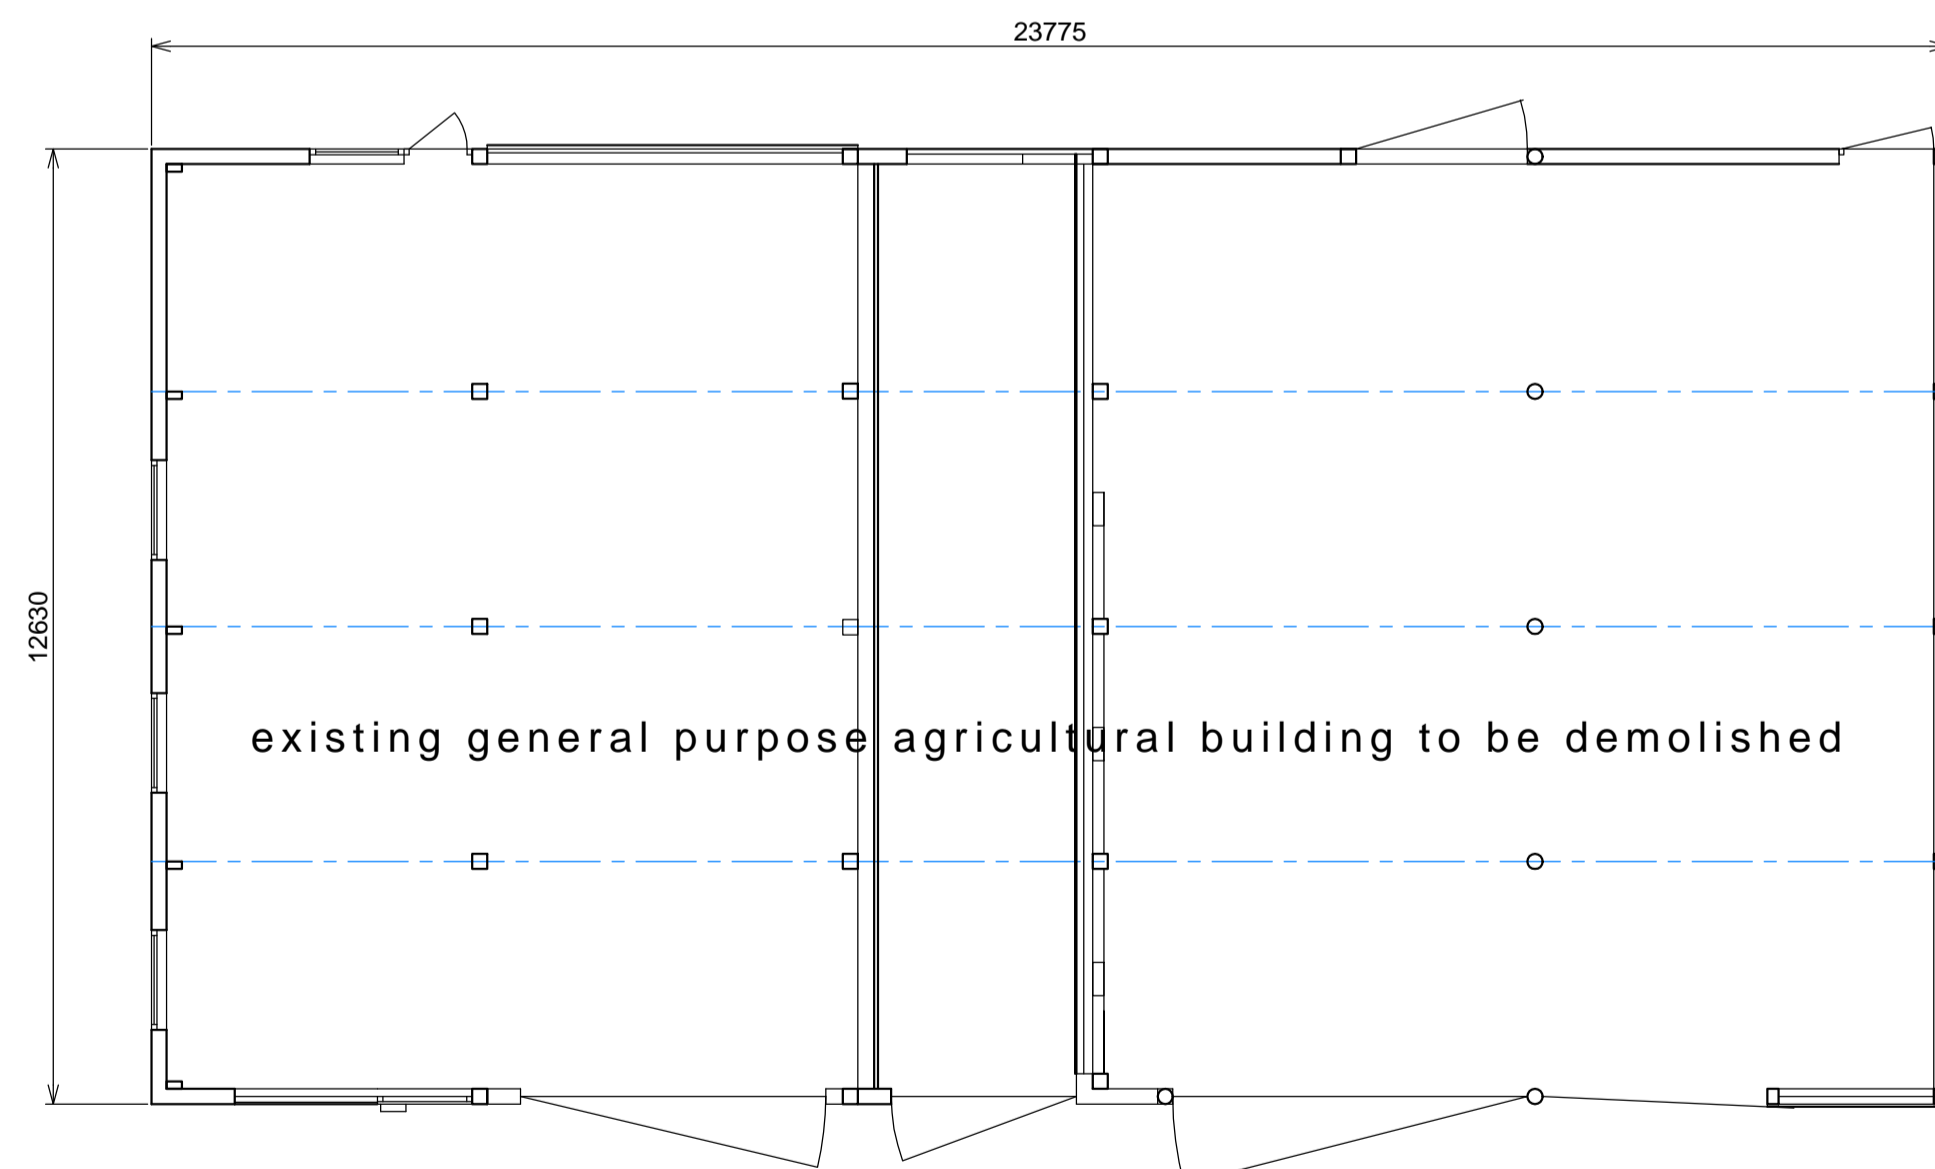 23775
12630
existing general purpose agricultural building to be demolished